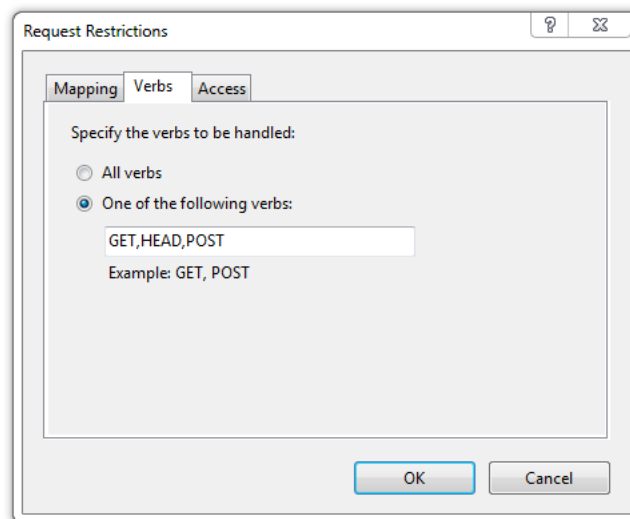 Request Restrictions
?
Mapping Verbs Access
Specify the verbs to be handled:
All verbs
One of the following verbs:
GET,HEAD,POST
Example: GET, POST
OK Cancel